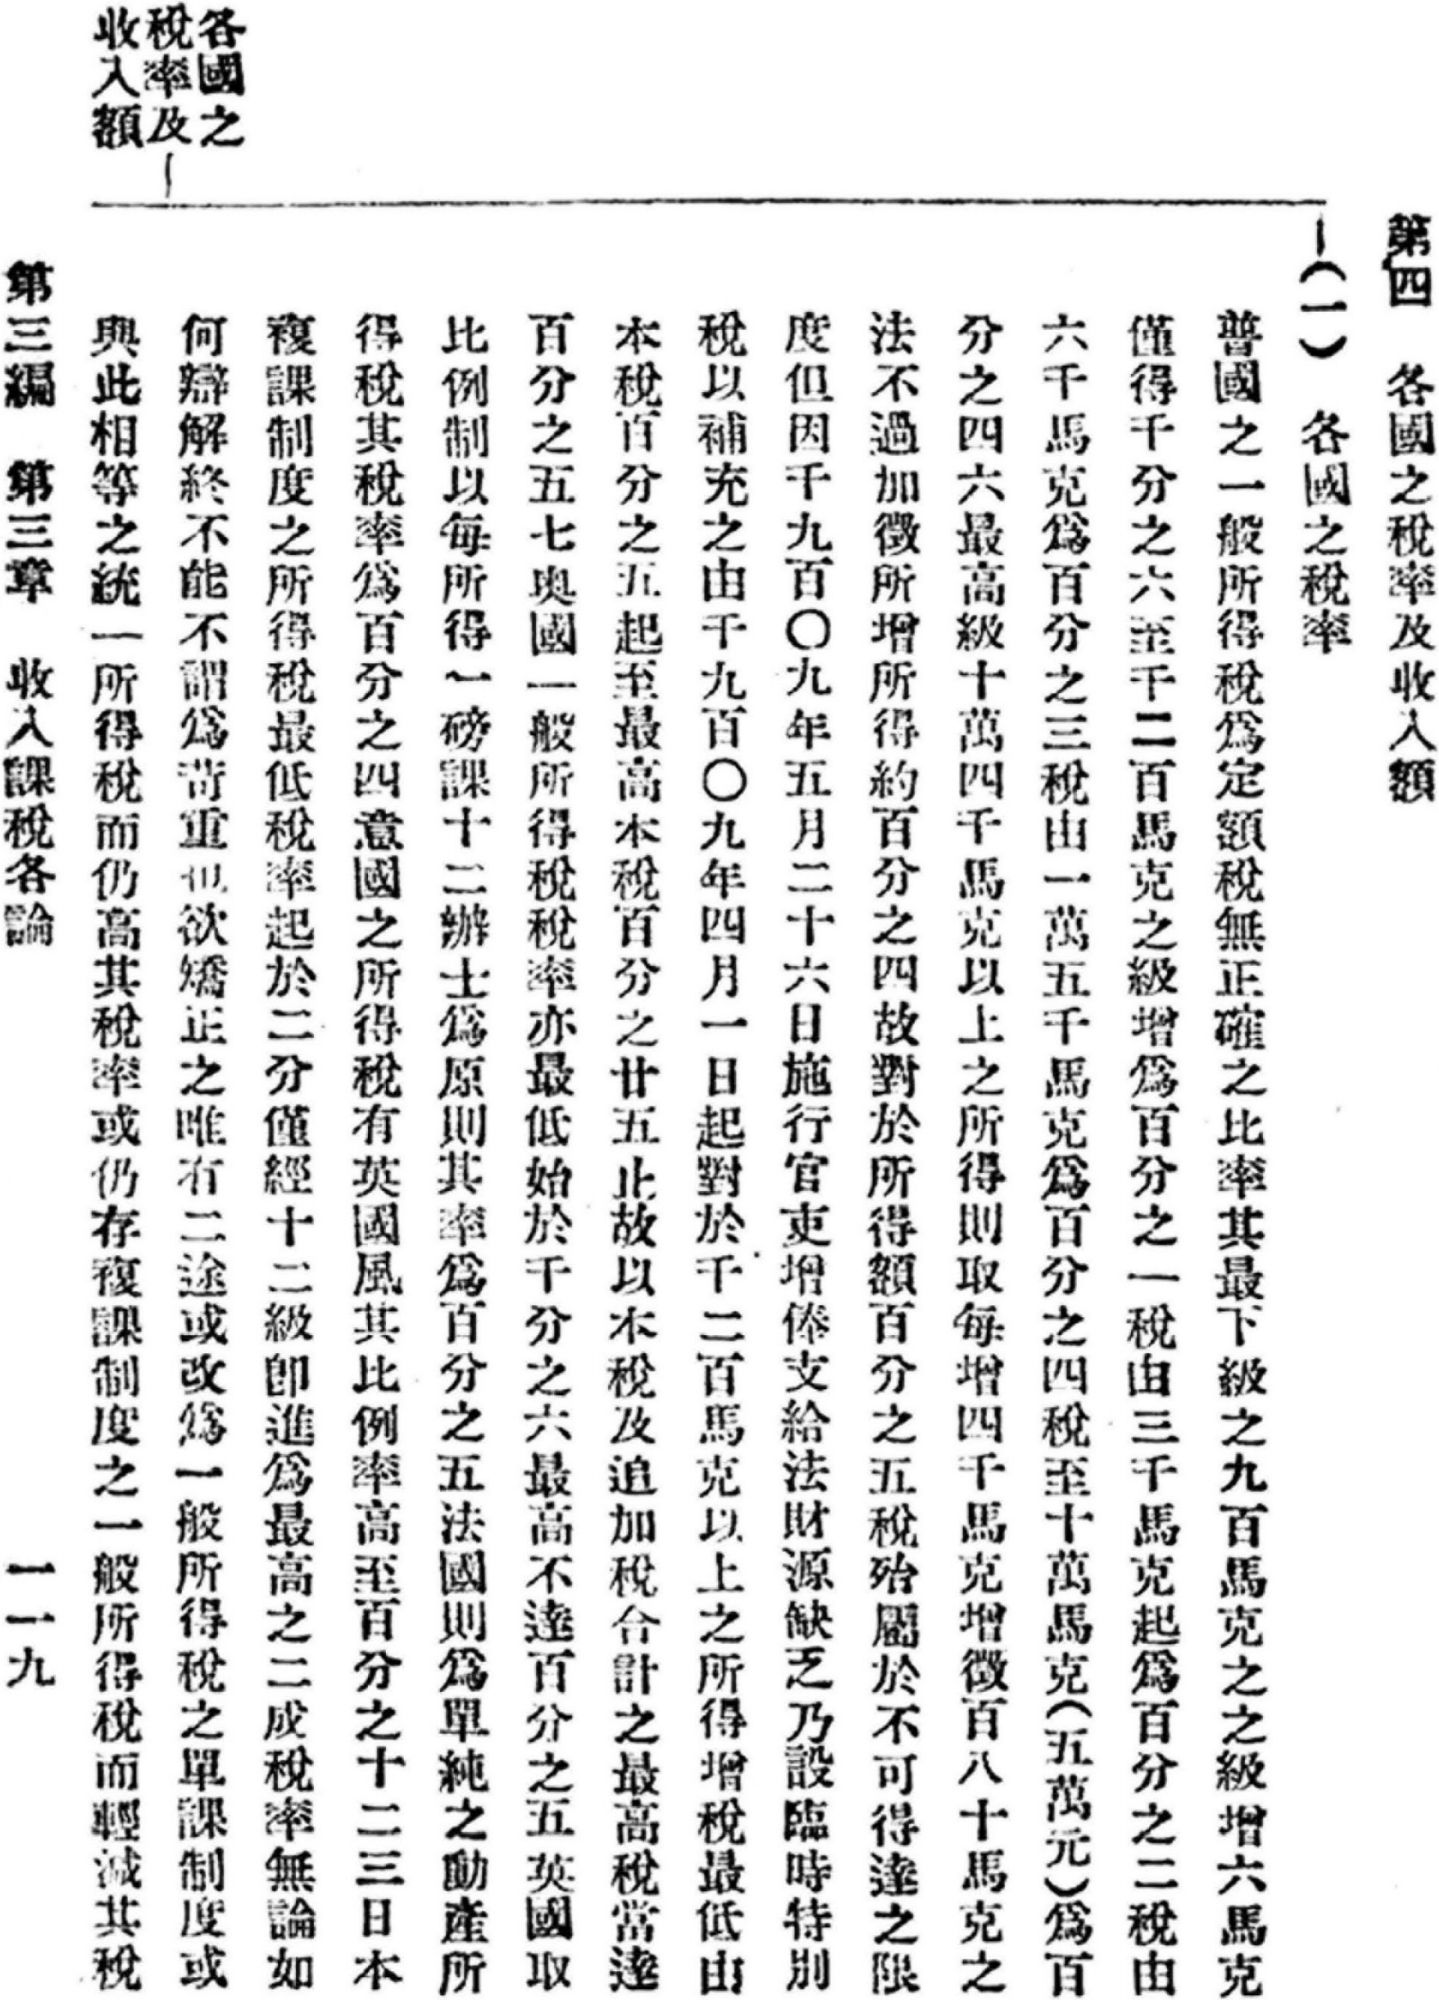 各國之
稅率及
收入額
第四　各國之稅率及收入額
（一）　各國之稅率
普國之一般所得稅爲定額稅無正確之比率其最下級之九百馬克之之級增六馬克
僅得千分之六至千二百馬克之級增爲百分之一稅由三千馬克起爲百分之二稅由
六千馬克爲百分之三稅由一萬五千馬克爲百分之四稅至十萬馬克（五萬元）爲百
分之四六最高級十萬四千馬克以上之所得則取每增四千馬克增徵百八十馬克之
法不過加徵所增所得約百分之四故對於所得額百分之五稅殆屬於不可得達之限
度但因千九百〇九年五月二十六日施行官吏增俸支給法財源缺乏乃設臨時特別
稅以補充之由千九百〇九年四月一日起對於千二百馬克以上之所得增稅最低由
本稅百分之五起至最高本稅百分之廿五止故以本稅及追加稅合計之最高稅當達
百分之五七奧國一般所得稅稅率亦最低始於千分之六最高不達百分之五英國取
比例制以每所得一磅課十二辦士爲原則其率爲百分之五法國則爲單純之動產所
得稅其稅率爲百分之四意國之所得稅有英國風其比例率高至百分之十二三日本
複課制度之所得稅最低稅率起於二分僅經十二級卽進爲最高之二成稅率無論如
何辯解終不能不謂爲苛重也欲矯正之唯有二途或改爲一般所得稅之單課制度或
與此相等之統一所得稅而仍高其稅率或仍存複課制度之一般所得稅而輕減其稅
第三編　第三章　收入課稅各論　一一九